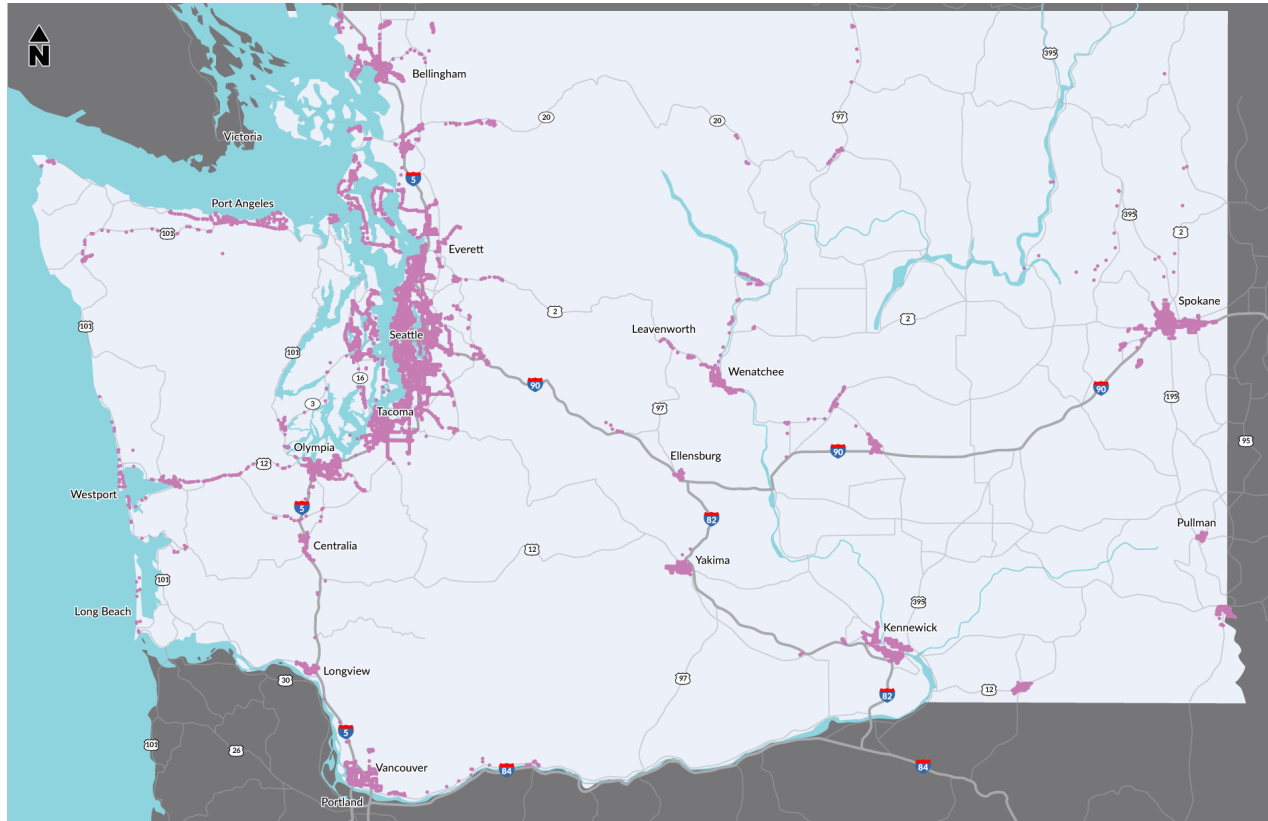 N
Bellingham
395
20
20
97
Victoria
5
Port Angeles
101
395
2
Everett
Spokane
2
2
101
Leavenworth
Seattle
101
Wenatchee
16
90
90
195
3
97
Tacoma
95
Olympia
12
90
Ellensburg
Westport
5
82
Pullman
Centralia
12
Yakima
101
395
Long Beach
Kennewick
Longview
30
97
12
82
5
101
26
Vancouver
84
84
Portland